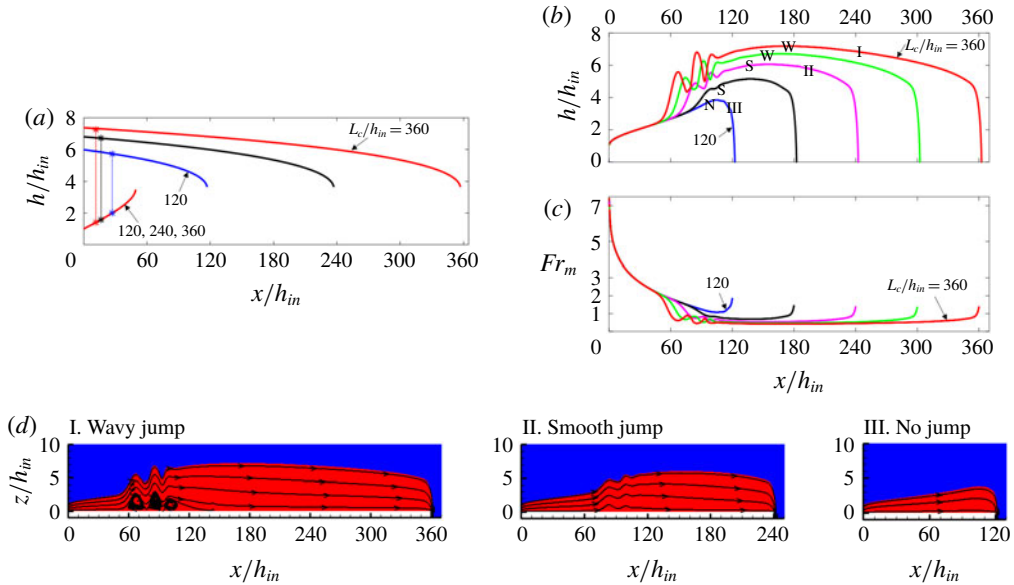 (a)
8
6
4
2
h/h_in
L_c/h_in = 360
120
120, 240, 360
0 60 120 180 240 300 360
x/h_in
(b)
0 60 120 180 240 300 360
8
6
4
2
0
h/h_in
W W I
L_c/h_in = 360
S II
S
N III
120
(c)
7
5
3
2
1
Fr_m
120
L_c/h_in = 360
0 60 120 180 240 300 360
x/h_in
(d)
I. Wavy jump
10
5
0
z/h_in
0 60 120 180 240 300 360
x/h_in
II. Smooth jump
10
5
0
0 60 120 180 240
x/h_in
III. No jump
10
5
0
0 60 120
x/h_in